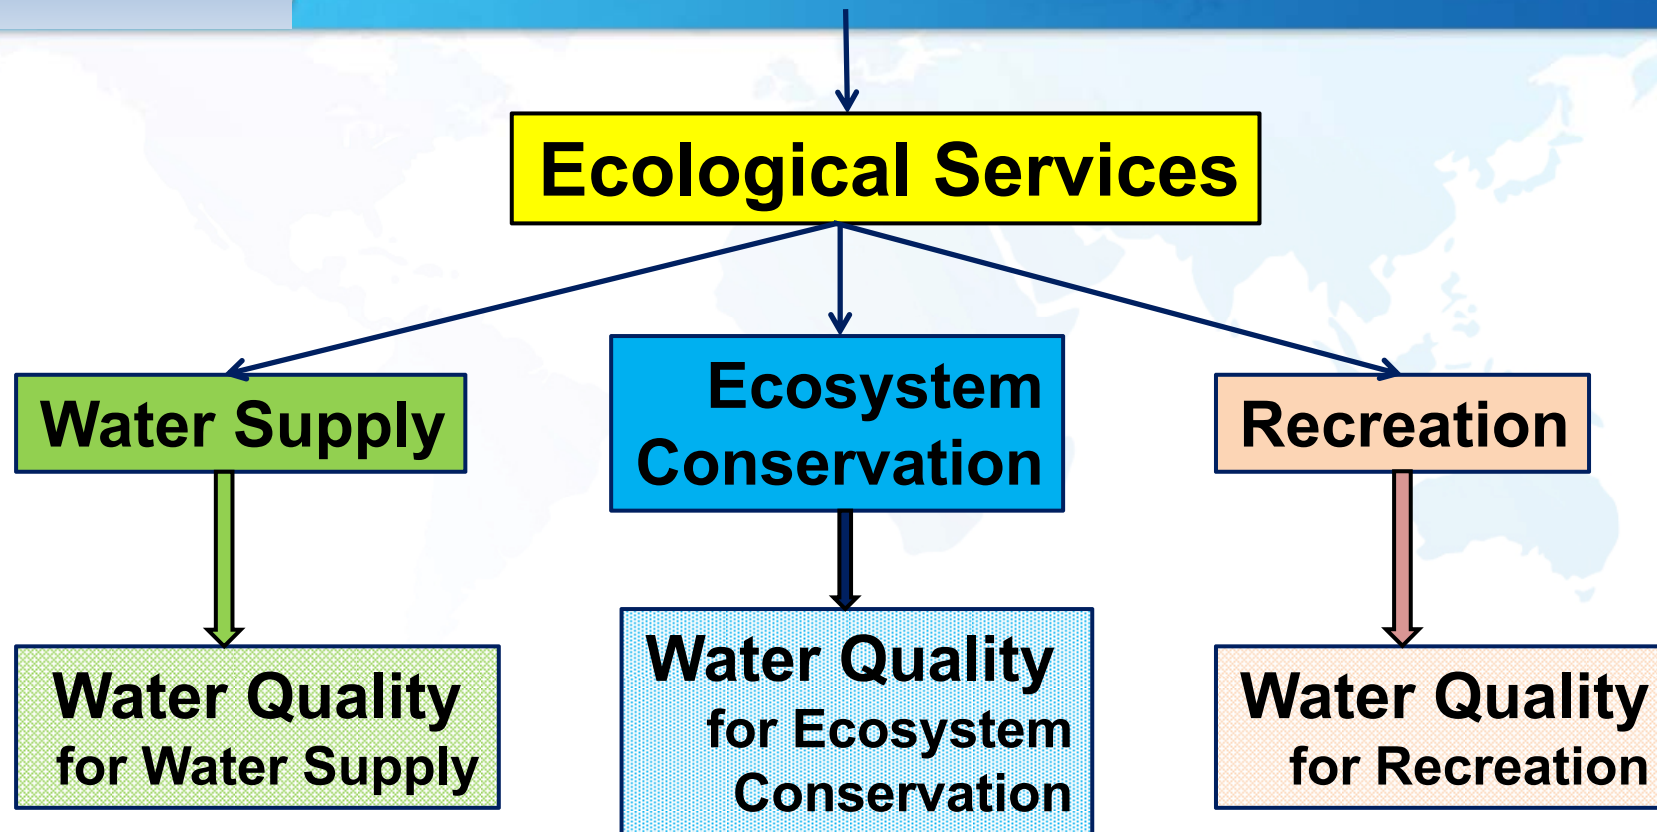 Ecological Services
Water Supply
Ecosystem
Conservation
Recreation
Water Quality
for Water Supply
Water Quality
for Ecosystem
Conservation
Water Quality
for Recreation